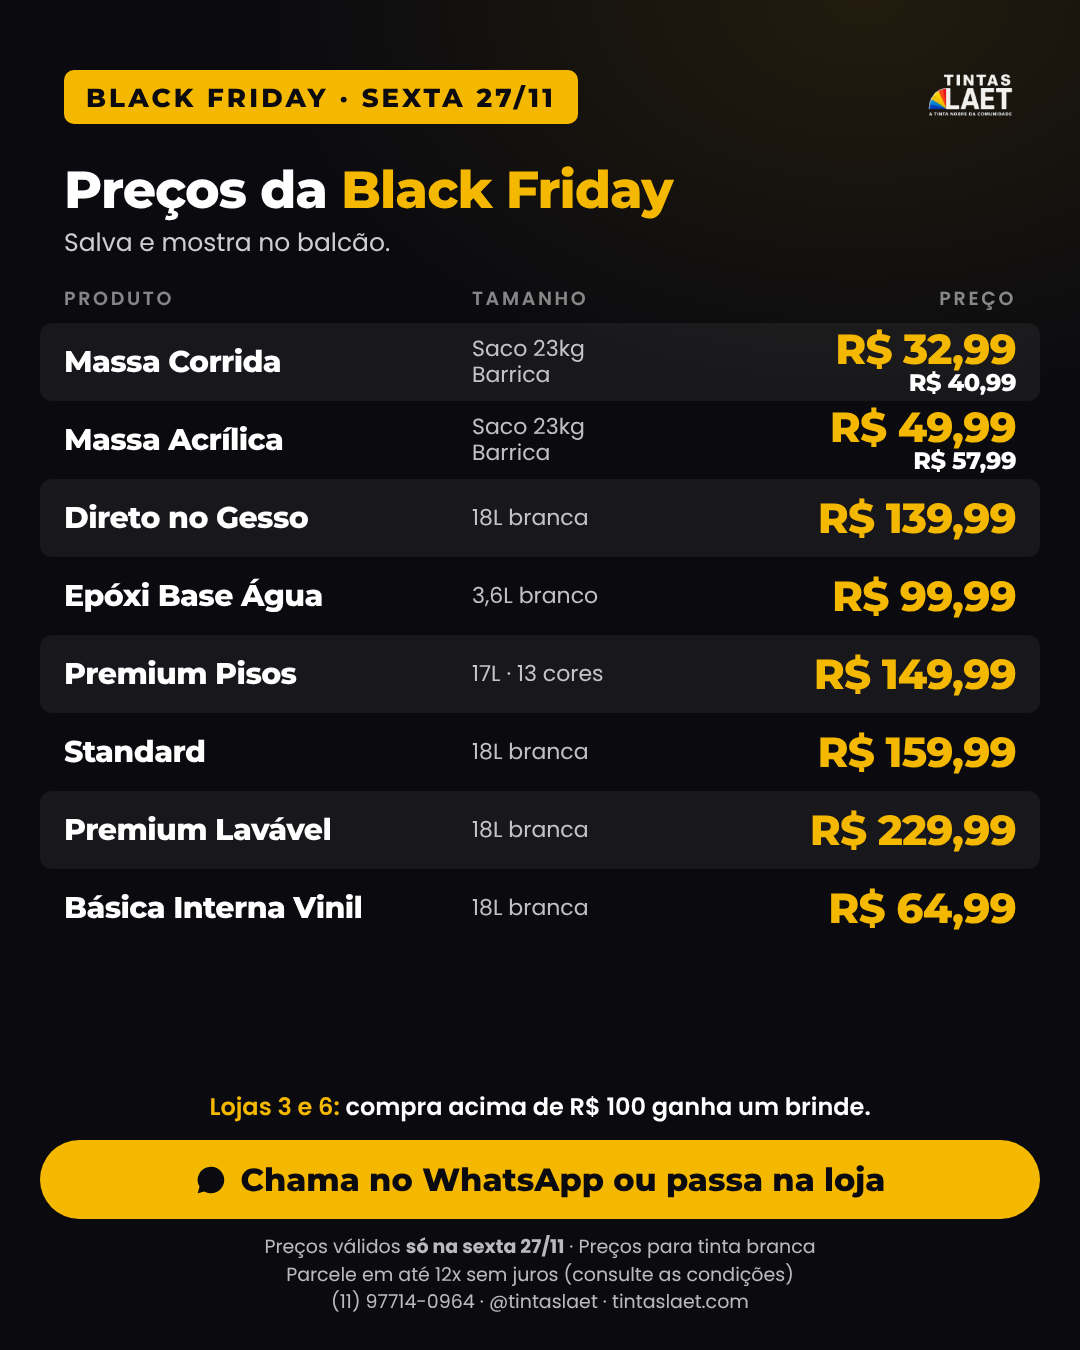 BLACK FRIDAY · SEXTA 27/11
TINTAS
LAET
A TINTA NOBRE DA COMUNIDADE
Preços da Black Friday
Salva e mostra no balcão.
PRODUTO TAMANHO PREÇO
Massa Corrida Saco 23kg R$ 32,99
Barrica R$ 40,99
Massa Acrílica Saco 23kg R$ 49,99
Barrica R$ 57,99
Direto no Gesso 18L branca R$ 139,99
Epóxi Base Água 3,6L branco R$ 99,99
Premium Pisos 17L · 13 cores R$ 149,99
Standard 18L branca R$ 159,99
Premium Lavável 18L branca R$ 229,99
Básica Interna Vinil 18L branca R$ 64,99
Lojas 3 e 6: compra acima de R$ 100 ganha um brinde.
Chama no WhatsApp ou passa na loja
Preços válidos só na sexta 27/11 · Preços para tinta branca
Parcele em até 12x sem juros (consulte as condições)
(11) 97714-0964 · @tintaslaet · tintaslaet.com